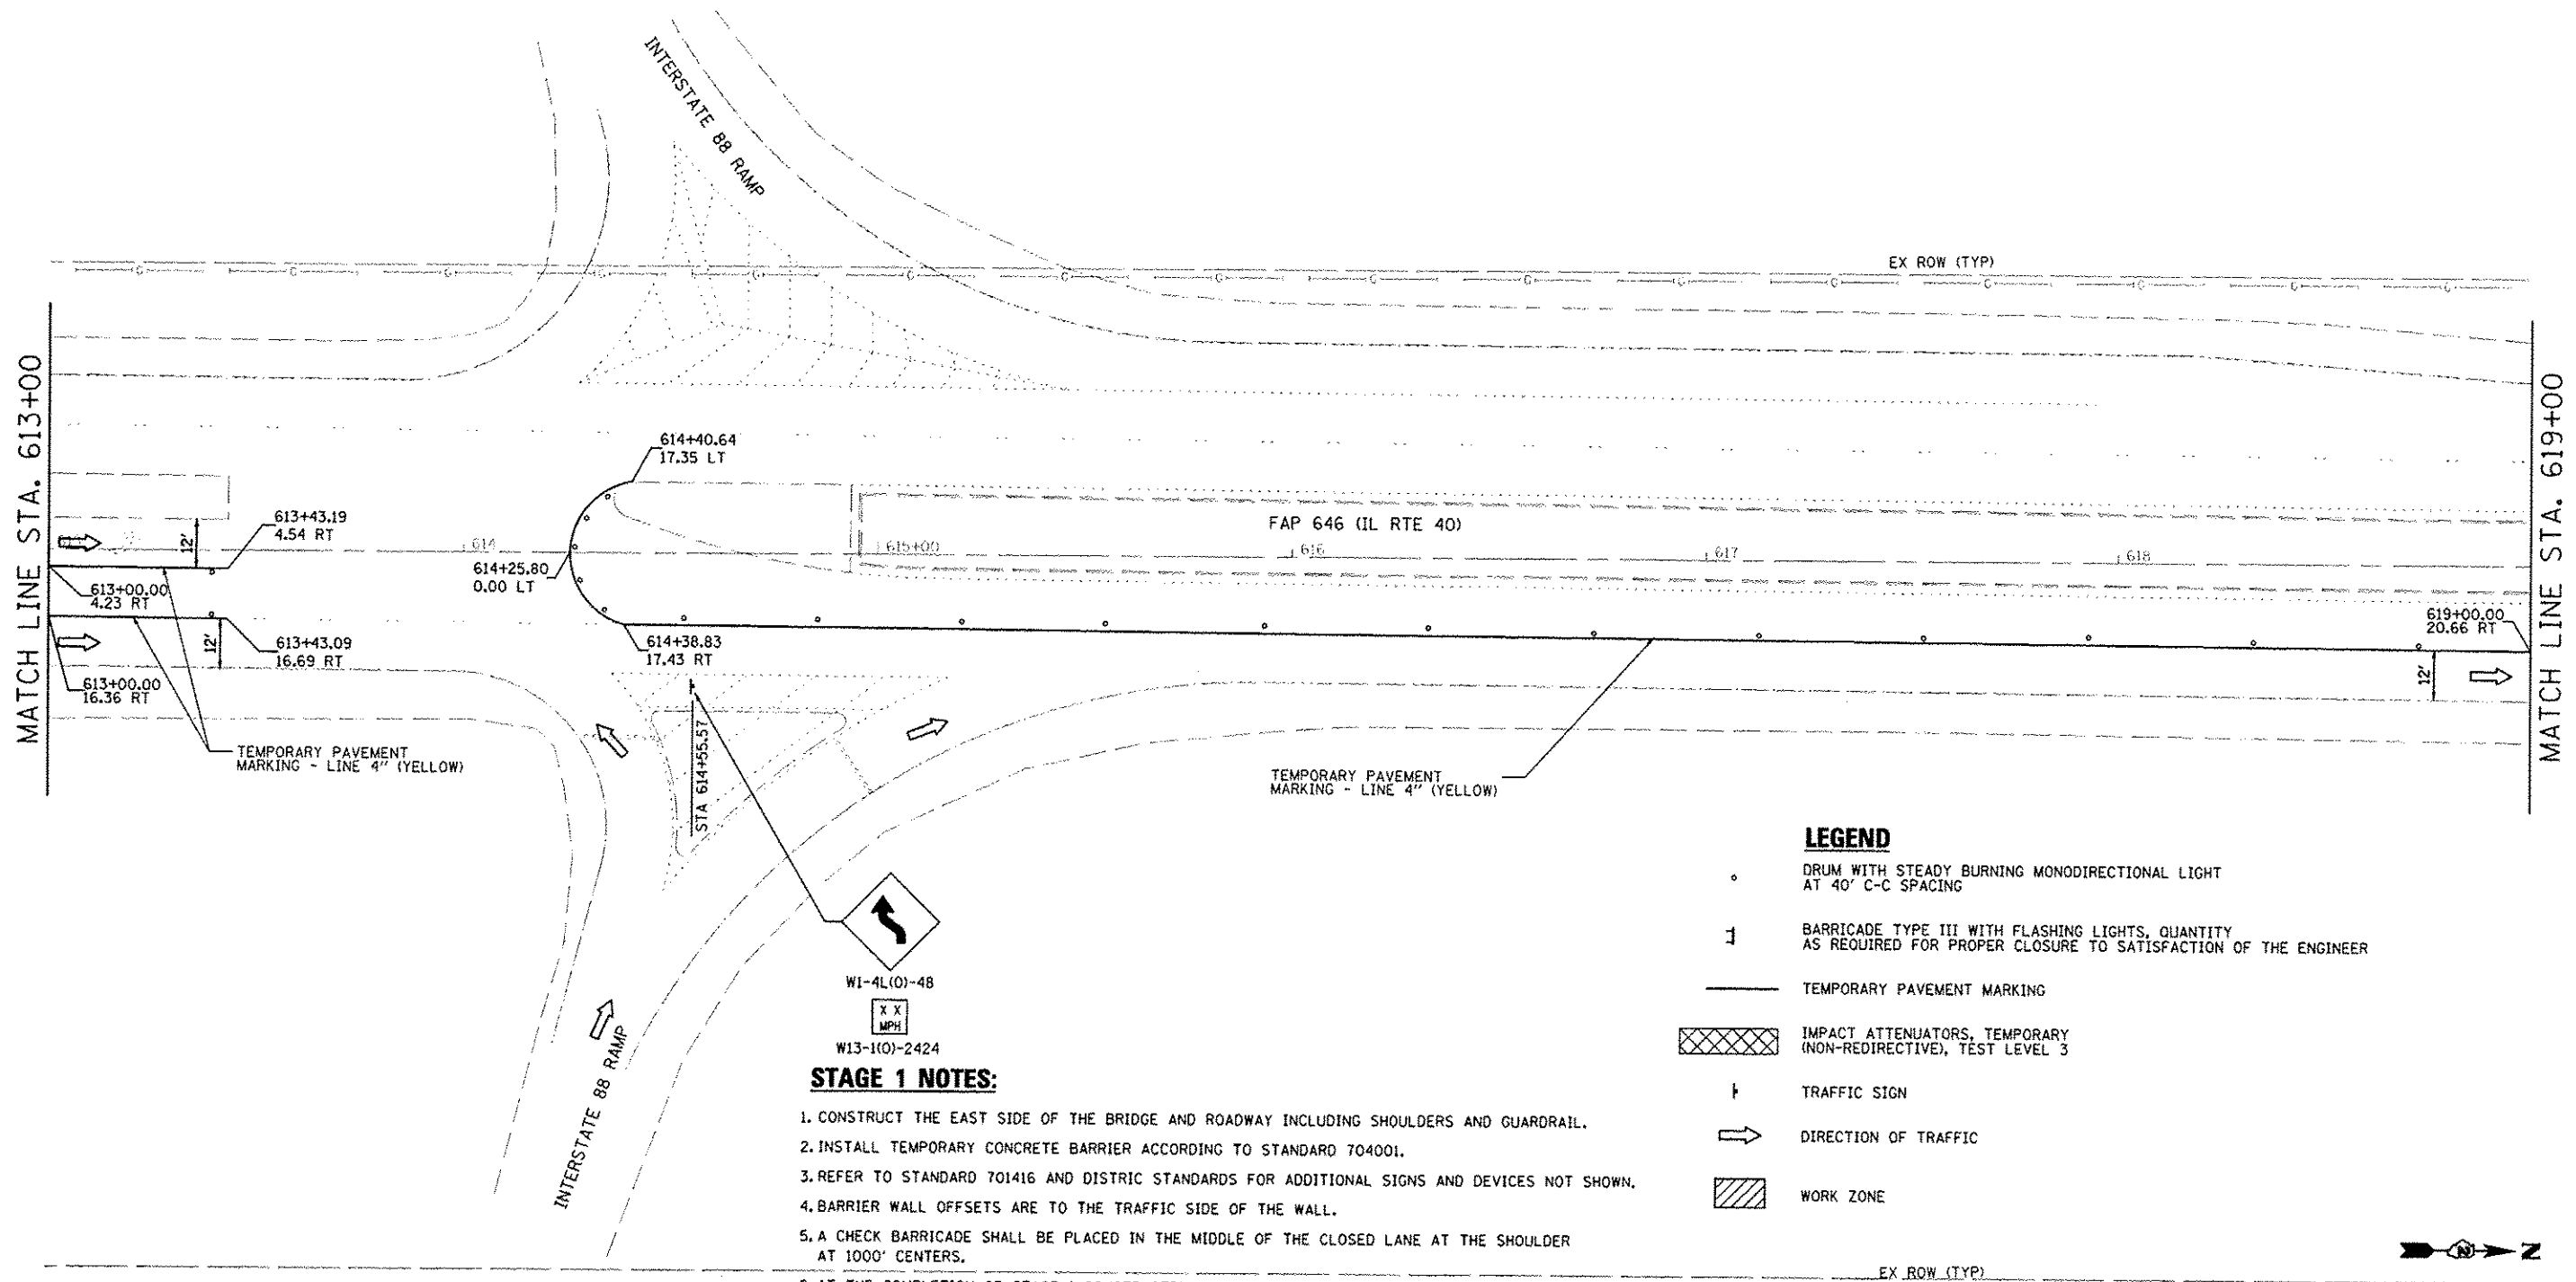 INTERSTATE 88 RAMP
EX ROW (TYP)
MATCH LINE STA. 613+00
MATCH LINE STA. 619+00
614+40.64
17.35 LT
613+43.19
4.54 RT
12'
614
614+25.80
0.00 LT
615+00
616
617
618
FAP 646 (IL RTE 40)
613+00.00
4.23 RT
613+43.09
16.69 RT
12'
613+00.00
16.36 RT
614+38.83
17.43 RT
619+00.00
20.66 RT
12'
STA 614+55.57
TEMPORARY PAVEMENT
MARKING - LINE 4" (YELLOW)
TEMPORARY PAVEMENT
MARKING - LINE 4" (YELLOW)
W1-4L(O)-48
X X
MPH
W13-1(O)-2424
INTERSTATE 88 RAMP
LEGEND
DRUM WITH STEADY BURNING MONODIRECTIONAL LIGHT
AT 40' C-C SPACING
BARRICADE TYPE III WITH FLASHING LIGHTS, QUANTITY
AS REQUIRED FOR PROPER CLOSURE TO SATISFACTION OF THE ENGINEER
TEMPORARY PAVEMENT MARKING
IMPACT ATTENUATORS, TEMPORARY
(NON-REDIRECTIVE), TEST LEVEL 3
TRAFFIC SIGN
DIRECTION OF TRAFFIC
WORK ZONE
STAGE 1 NOTES:
1. CONSTRUCT THE EAST SIDE OF THE BRIDGE AND ROADWAY INCLUDING SHOULDERS AND GUARDRAIL.
2. INSTALL TEMPORARY CONCRETE BARRIER ACCORDING TO STANDARD 704001.
3. REFER TO STANDARD 701416 AND DISTRIC STANDARDS FOR ADDITIONAL SIGNS AND DEVICES NOT SHOWN.
4. BARRIER WALL OFFSETS ARE TO THE TRAFFIC SIDE OF THE WALL.
5. A CHECK BARRICADE SHALL BE PLACED IN THE MIDDLE OF THE CLOSED LANE AT THE SHOULDER
AT 1000' CENTERS.
EX ROW (TYP)
Z